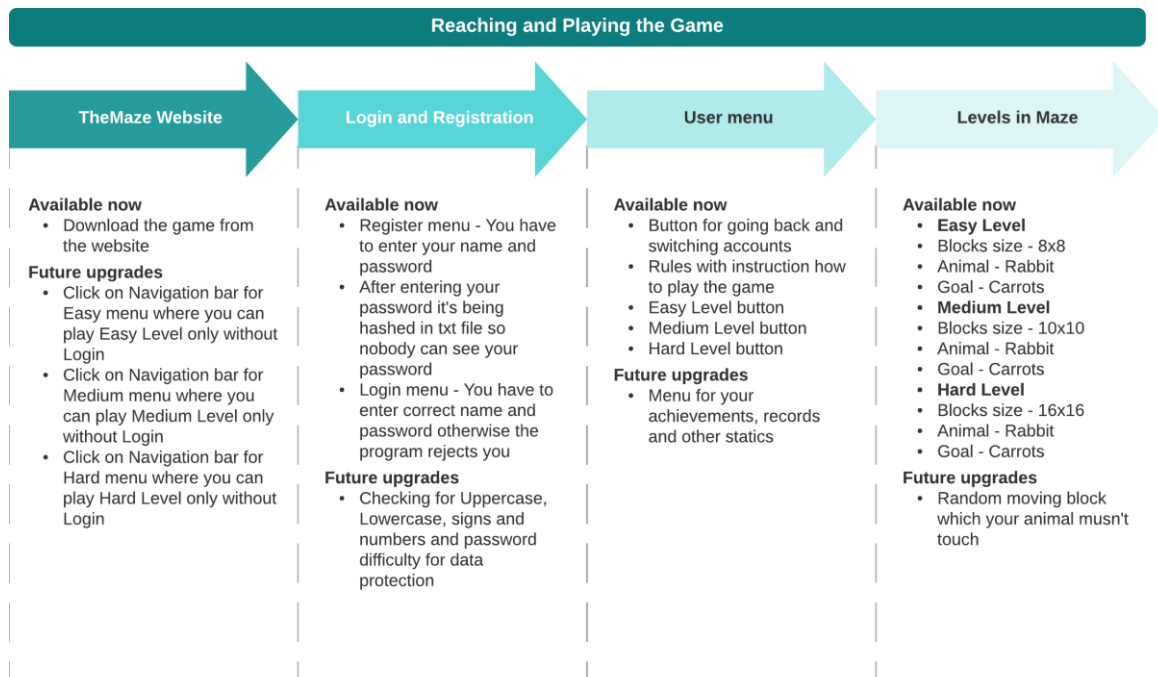 Reaching and Playing the Game
TheMaze Website
Login and Registration
User menu
Levels in Maze
Available now
• Download the game from
the website
Future upgrades
• Click on Navigation bar for
Easy menu where you can
play Easy Level only without
Login
• Click on Navigation bar for
Medium menu where you
can play Medium Level only
without Login
• Click on Navigation bar for
Hard menu where you can
play Hard Level only without
Login
Available now
• Register menu - You have
to enter your name and
password
• After entering your
password it's being
hashed in txt file so
nobody can see your
password
• Login menu - You have to
enter correct name and
password otherwise the
program rejects you
Future upgrades
• Checking for Uppercase,
Lowercase, signs and
numbers and password
difficulty for data
protection
Available now
• Button for going back and
switching accounts
• Rules with instruction how
to play the game
• Easy Level button
• Medium Level button
• Hard Level button
Future upgrades
• Menu for your
achievements, records
and other statics
Available now
• Easy Level
• Blocks size - 8x8
• Animal - Rabbit
• Goal - Carrots
• Medium Level
• Blocks size - 10x10
• Animal - Rabbit
• Goal - Carrots
• Hard Level
• Blocks size - 16x16
• Animal - Rabbit
• Goal - Carrots
Future upgrades
• Random moving block
which your animal musn't
touch